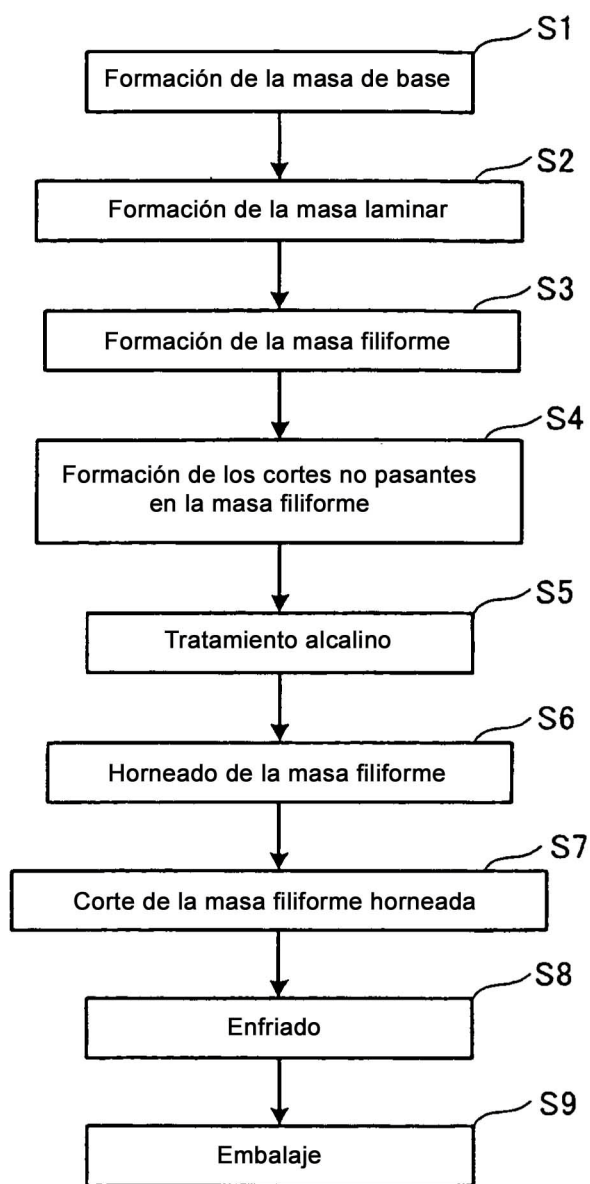 S1
Formación de la masa de base
S2
Formación de la masa laminar
S3
Formación de la masa filiforme
S4
Formación de los cortes no pasantes
en la masa filiforme
S5
Tratamiento alcalino
S6
Horneado de la masa filiforme
S7
Corte de la masa filiforme horneada
S8
Enfriado
S9
Embalaje